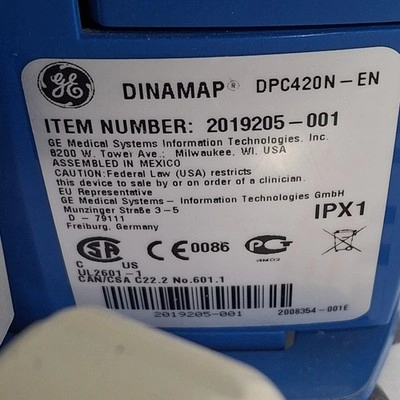 GE DINAMAP® DPC420N-EN
ITEM NUMBER: 2019205-001
GE Medical Systems Information Technologies, Inc.
8200 W. Tower Ave.; Milwaukee, WI, USA
ASSEMBLED IN MEXICO
CAUTION:Federal Law (USA) restricts
this device to sale by or on order of a clinician.
EU Representative
GE Medical Systems - Information Technologies GmbH
Munzinger Straße 3-5
D - 79111
Freiburg, Germany
IPX1
SA CE 0086
C US
UL2601-1
CAN/CSA C22.2 No.601.1
2019205-001
2008354-001E